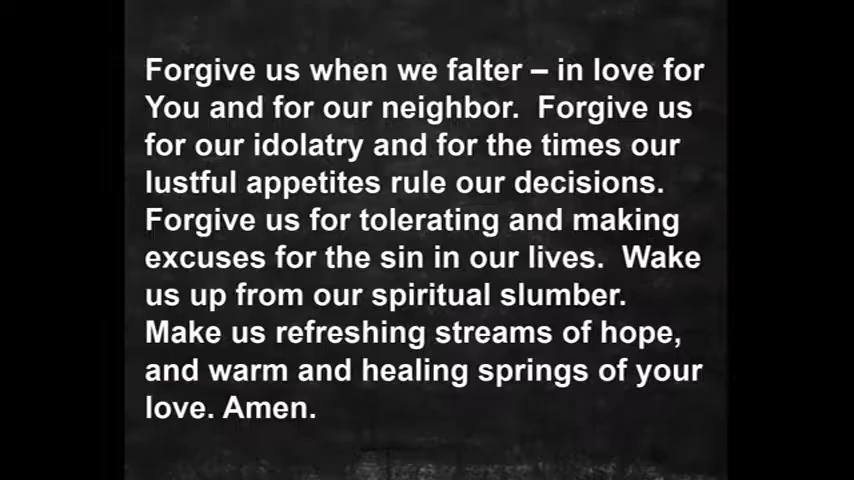 Forgive us when we falter – in love for
You and for our neighbor.  Forgive us
for our idolatry and for the times our
lustful appetites rule our decisions.
Forgive us for tolerating and making
excuses for the sin in our lives.  Wake
us up from our spiritual slumber.
Make us refreshing streams of hope,
and warm and healing springs of your
love. Amen.